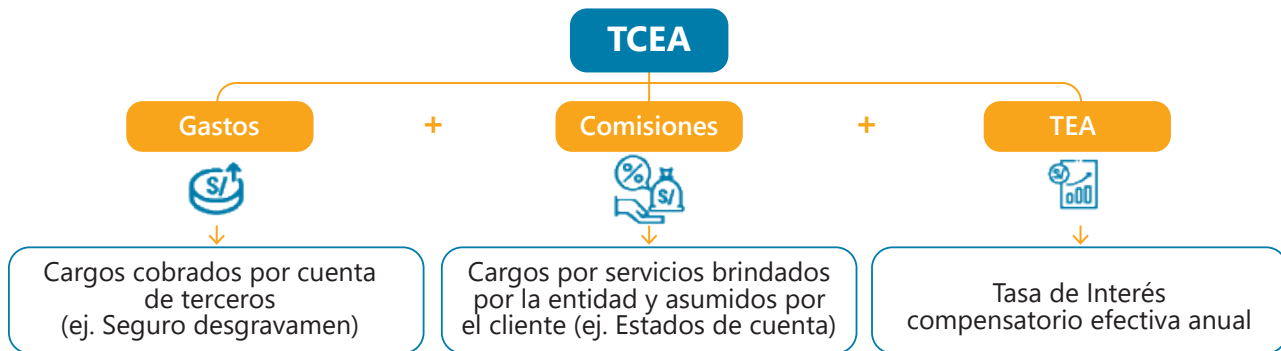 TCEA
Gastos
+
Comisiones
+
TEA
S/
%
S/
S/
Cargos cobrados por cuenta
de terceros
(ej. Seguro desgravamen)
Cargos por servicios brindados
por la entidad y asumidos por
el cliente (ej. Estados de cuenta)
Tasa de Interés
compensatorio efectiva anual